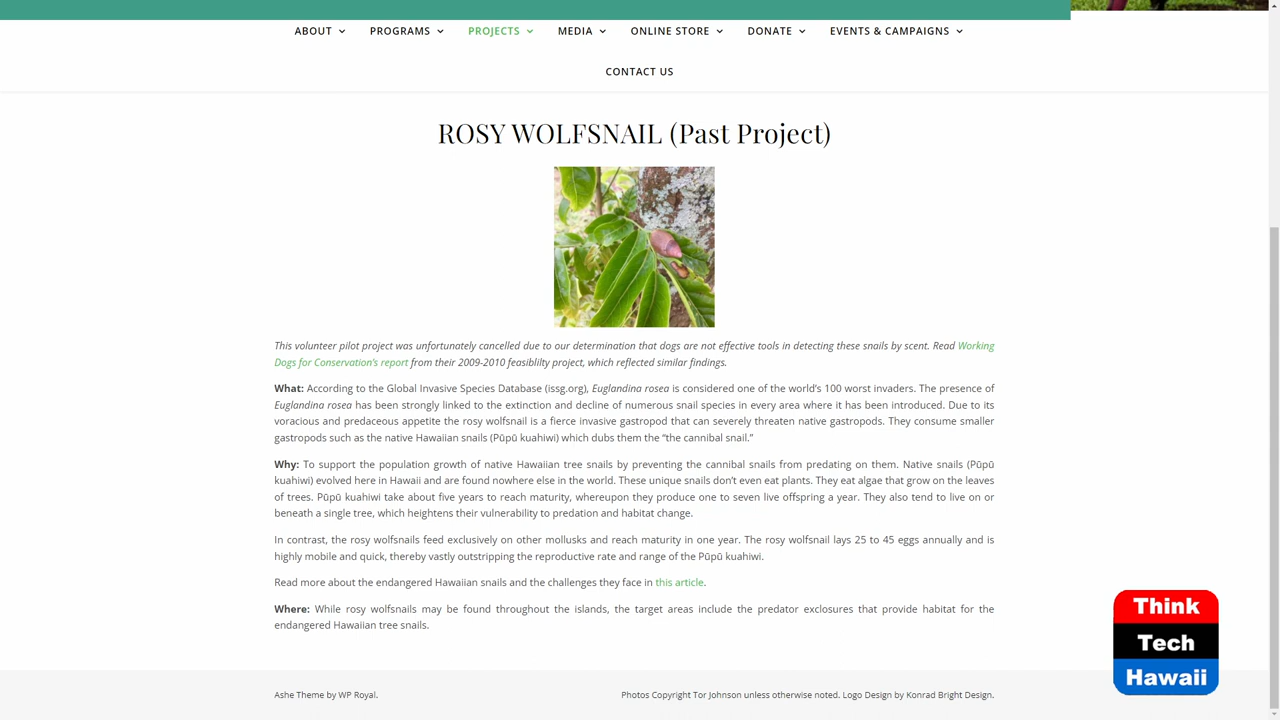 ABOUT PROGRAMS PROJECTS MEDIA ONLINE STORE DONATE EVENTS & CAMPAIGNS
CONTACT US
ROSY WOLFSNAIL (Past Project)
This volunteer pilot project was unfortunately cancelled due to our determination that dogs are not effective tools in detecting these snails by scent. Read Working
Dogs for Conservation's report from their 2009-2010 feasiblilty project, which reflected similar findings.
What: According to the Global Invasive Species Database (issg.org), Euglandina rosea is considered one of the world's 100 worst invaders. The presence of
Euglandina rosea has been strongly linked to the extinction and decline of numerous snail species in every area where it has been introduced. Due to its
voracious and predaceous appetite the rosy wolfsnail is a fierce invasive gastropod that can severely threaten native gastropods. They consume smaller
gastropods such as the native Hawaiian snails (Pūpū kuahiwi) which dubs them the “the cannibal snail.”
Why: To support the population growth of native Hawaiian tree snails by preventing the cannibal snails from predating on them. Native snails (Pūpū
kuahiwi) evolved here in Hawaii and are found nowhere else in the world. These unique snails don't even eat plants. They eat algae that grow on the leaves
of trees. Pūpū kuahiwi take about five years to reach maturity, whereupon they produce one to seven live offspring a year. They also tend to live on or
beneath a single tree, which heightens their vulnerability to predation and habitat change.
In contrast, the rosy wolfsnails feed exclusively on other mollusks and reach maturity in one year. The rosy wolfsnail lays 25 to 45 eggs annually and is
highly mobile and quick, thereby vastly outstripping the reproductive rate and range of the Pūpū kuahiwi.
Read more about the endangered Hawaiian snails and the challenges they face in this article.
Where: While rosy wolfsnails may be found throughout the islands, the target areas include the predator exclosures that provide habitat for the
endangered Hawaiian tree snails.
Think
Tech
Hawaii
Ashe Theme by WP Royal. Photos Copyright Tor Johnson unless otherwise noted. Logo Design by Konrad Bright Design.